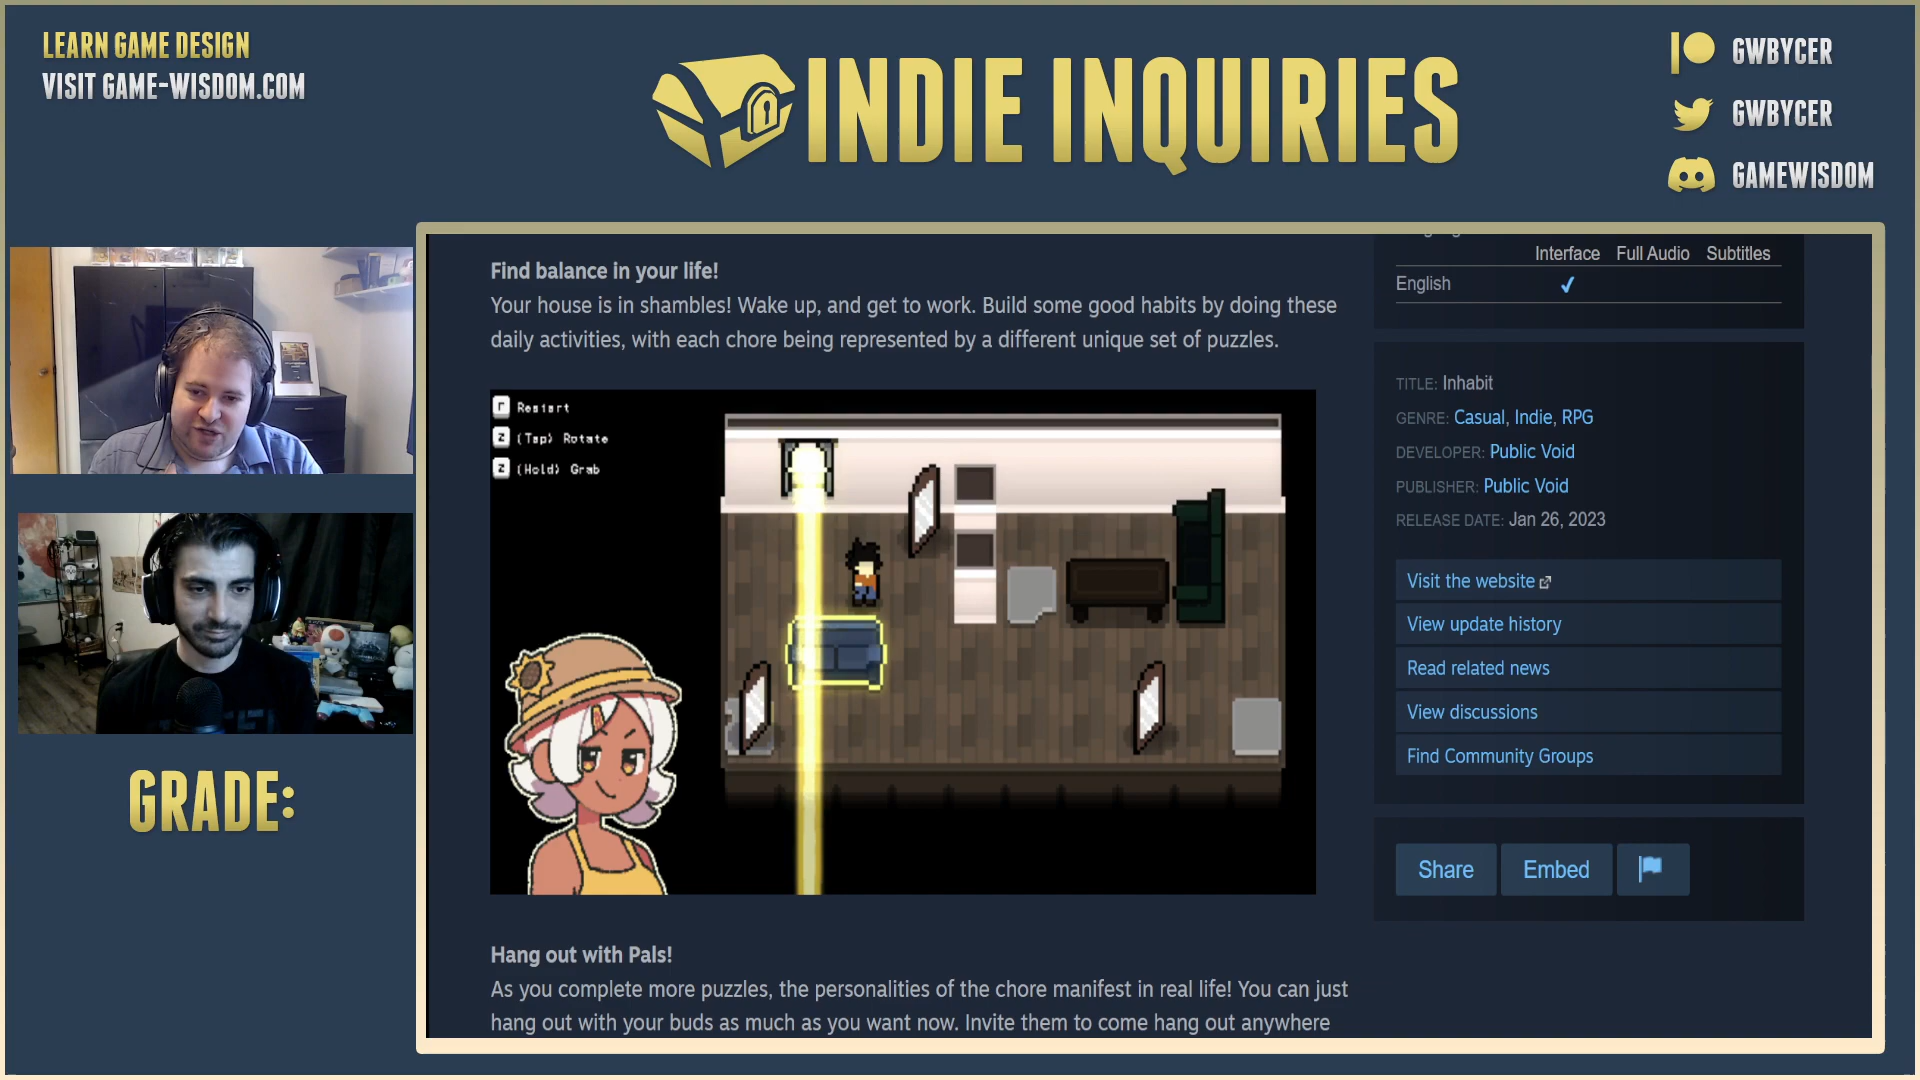 LEARN GAME DESIGN
VISIT GAME-WISDOM.COM
INDIE INQUIRIES
GWBYCER
GWBYCER
GAMEWISDOM
GRADE:
Find balance in your life!
Your house is in shambles! Wake up, and get to work. Build some good habits by doing these
daily activities, with each chore being represented by a different unique set of puzzles.
r Restart
z (Tap) Rotate
z (Hold) Grab
Hang out with Pals!
As you complete more puzzles, the personalities of the chore manifest in real life! You can just
hang out with your buds as much as you want now. Invite them to come hang out anywhere
Interface Full Audio Subtitles
English ✓
TITLE: Inhabit
GENRE: Casual, Indie, RPG
DEVELOPER: Public Void
PUBLISHER: Public Void
RELEASE DATE: Jan 26, 2023
Visit the website
View update history
Read related news
View discussions
Find Community Groups
Share Embed